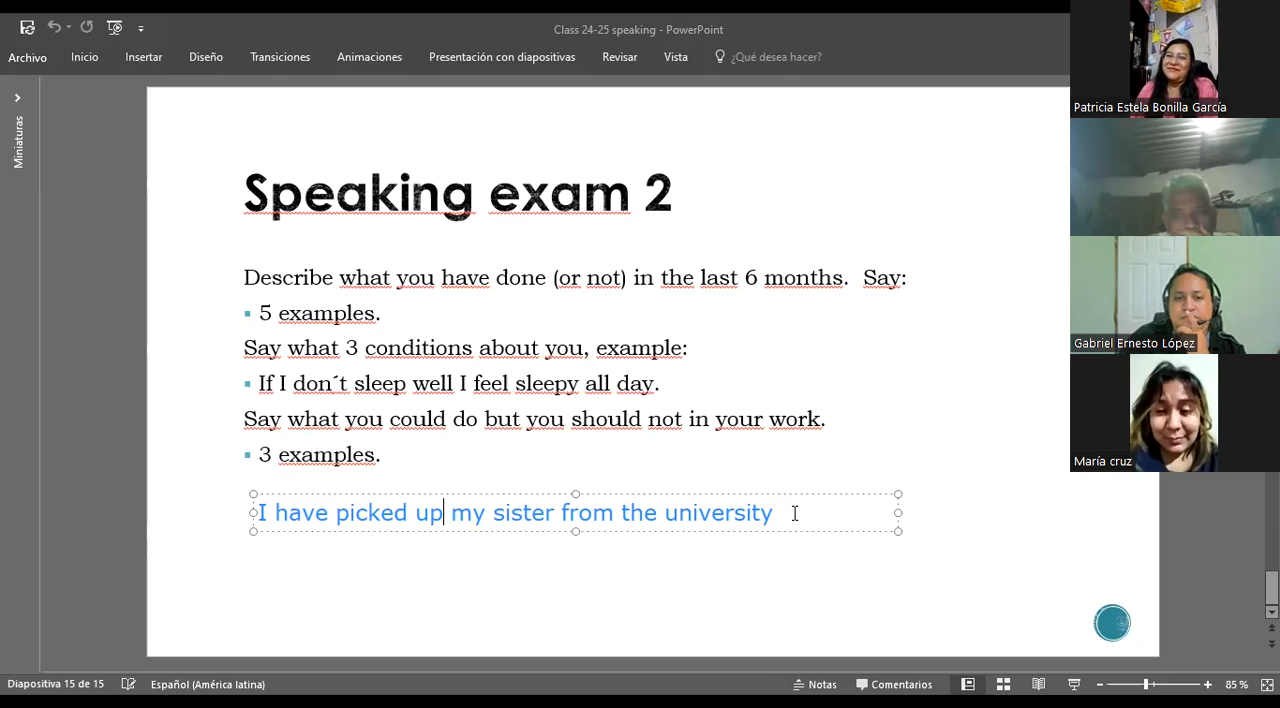 Class 24-25 speaking - PowerPoint
Archivo Inicio Insertar Diseño Transiciones Animaciones Presentación con diapositivas Revisar Vista ¿Qué desea hacer?
Miniaturas
Speaking exam 2
Describe what you have done (or not) in the last 6 months. Say:
▪ 5 examples.
Say what 3 conditions about you, example:
▪ If I don´t sleep well I feel sleepy all day.
Say what you could do but you should not in your work.
▪ 3 examples.
I have picked up my sister from the university
Patricia Estela Bonilla García
Gabriel Ernesto López
María cruz
Diapositiva 15 de 15 Español (América latina) Notas Comentarios 85 %